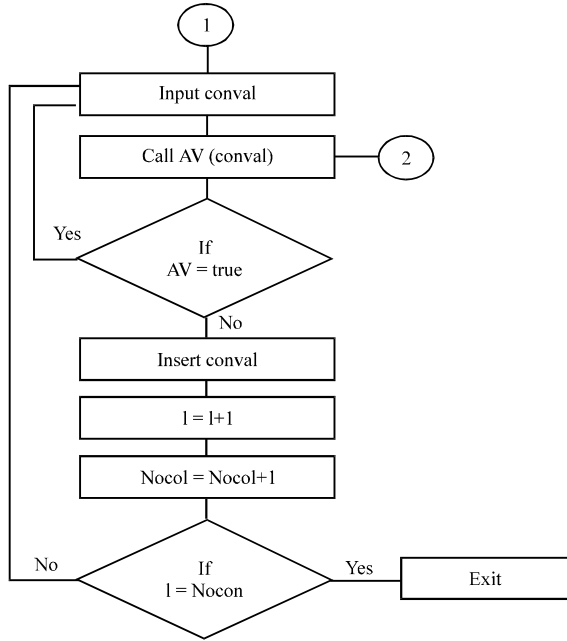 1
Input conval
Call AV (conval)
2
Yes
If
AV = true
No
Insert conval
l = l+1
Nocol = Nocol+1
No
If
l = Nocon
Yes
Exit